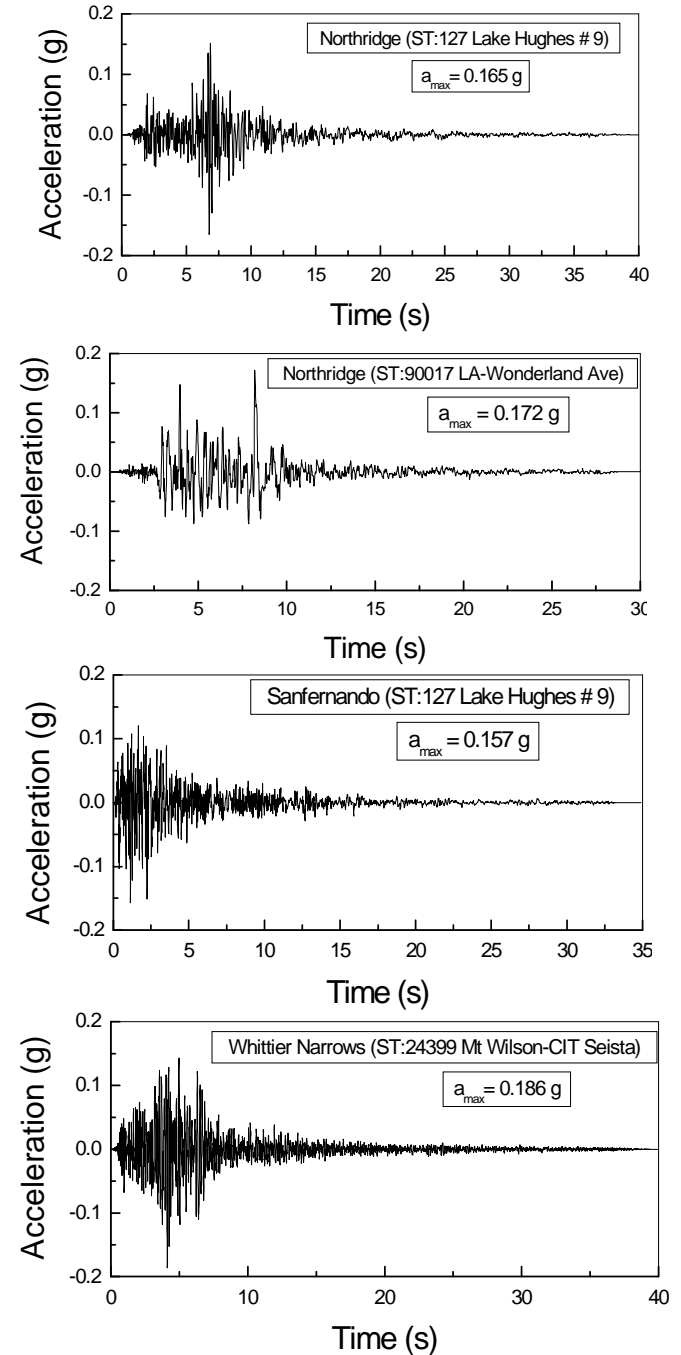 Northridge (ST:127 Lake Hughes # 9)
a_max = 0.165 g
Acceleration (g)
0.2
0.1
0.0
-0.1
-0.2
0 5 10 15 20 25 30 35 40
Time (s)
Northridge (ST:90017 LA-Wonderland Ave)
a_max = 0.172 g
Acceleration (g)
0.2
0.1
0.0
-0.1
-0.2
0 5 10 15 20 25 30
Time (s)
Sanfernando (ST:127 Lake Hughes # 9)
a_max = 0.157 g
Acceleration (g)
0.2
0.1
0.0
-0.1
-0.2
0 5 10 15 20 25 30 35
Time (s)
Whittier Narrows (ST:24399 Mt Wilson-CIT Seista)
a_max = 0.186 g
Acceleration (g)
0.2
0.1
0.0
-0.1
-0.2
0 10 20 30 40
Time (s)